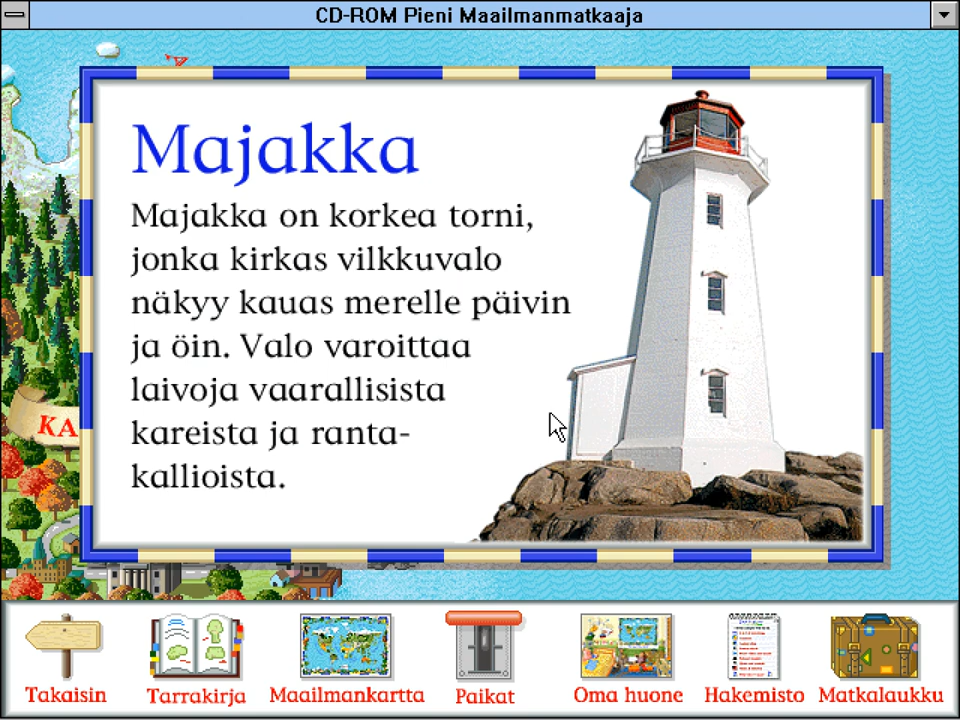 CD-ROM Pieni Maailmanmatkaaja
Majakka
Majakka on korkea torni,
jonka kirkas vilkkuvalo
näkyy kauas merelle päivin
ja öin. Valo varoittaa
laivoja vaarallisista
kareista ja ranta-
kallioista.
KA
Takaisin
Tarrakirja
Maailmankartta
Paikat
Oma huone
Hakemisto
Matkalaukku